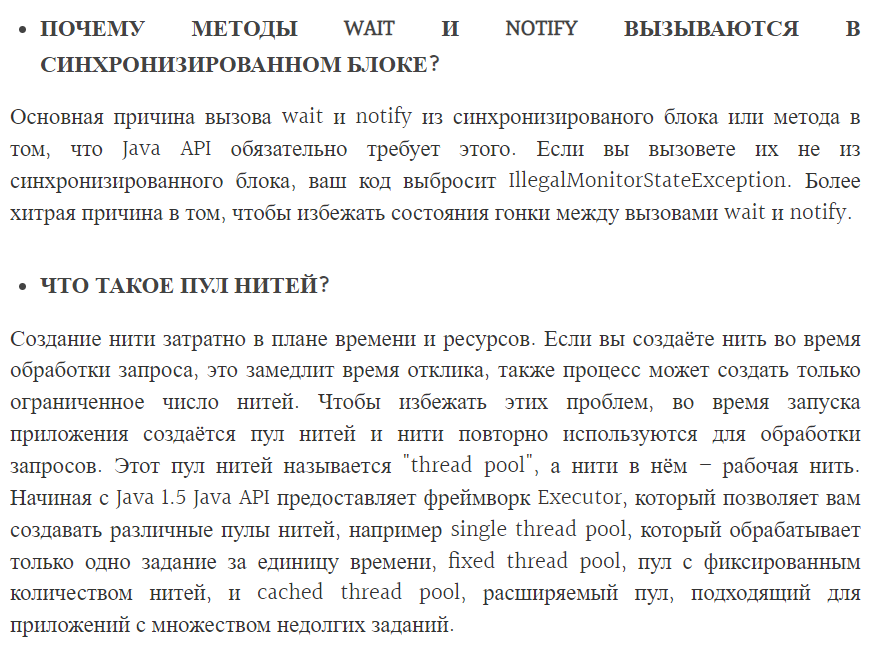 • ПОЧЕМУ МЕТОДЫ WAIT И NOTIFY ВЫЗЫВАЮТСЯ В
СИНХРОНИЗИРОВАННОМ БЛОКЕ?
Основная причина вызова wait и notify из синхронизированого блока или метода в
том, что Java API обязательно требует этого. Если вы вызовете их не из
синхронизированного блока, ваш код выбросит IllegalMonitorStateException. Более
хитрая причина в том, чтобы избежать состояния гонки между вызовами wait и notify.
• ЧТО ТАКОЕ ПУЛ НИТЕЙ?
Создание нити затратно в плане времени и ресурсов. Если вы создаёте нить во время
обработки запроса, это замедлит время отклика, также процесс может создать только
ограниченное число нитей. Чтобы избежать этих проблем, во время запуска
приложения создаётся пул нитей и нити повторно используются для обработки
запросов. Этот пул нитей называется "thread pool", а нити в нём – рабочая нить.
Начиная с Java 1.5 Java API предоставляет фреймворк Executor, который позволяет вам
создавать различные пулы нитей, например single thread pool, который обрабатывает
только одно задание за единицу времени, fixed thread pool, пул с фиксированным
количеством нитей, и cached thread pool, расширяемый пул, подходящий для
приложений с множеством недолгих заданий.